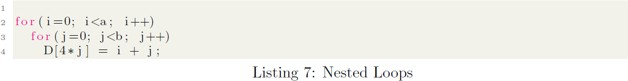 1
2 for(i=0; i<a; i++)
3 for(j=0; j<b; j++)
4 D[4*j] = i + j;
Listing 7: Nested Loops